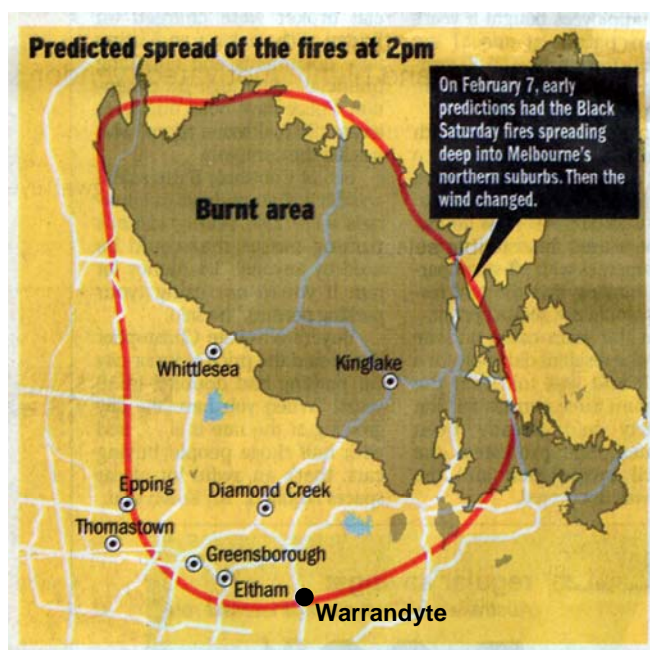 Predicted spread of the fires at 2pm
On February 7, early
predictions had the Black
Saturday fires spreading
deep into Melbourne's
northern suburbs. Then the
wind changed.
Burnt area
Whittlesea
Kinglake
Epping
Diamond Creek
Thomastown
Greensborough
Eltham
Warrandyte